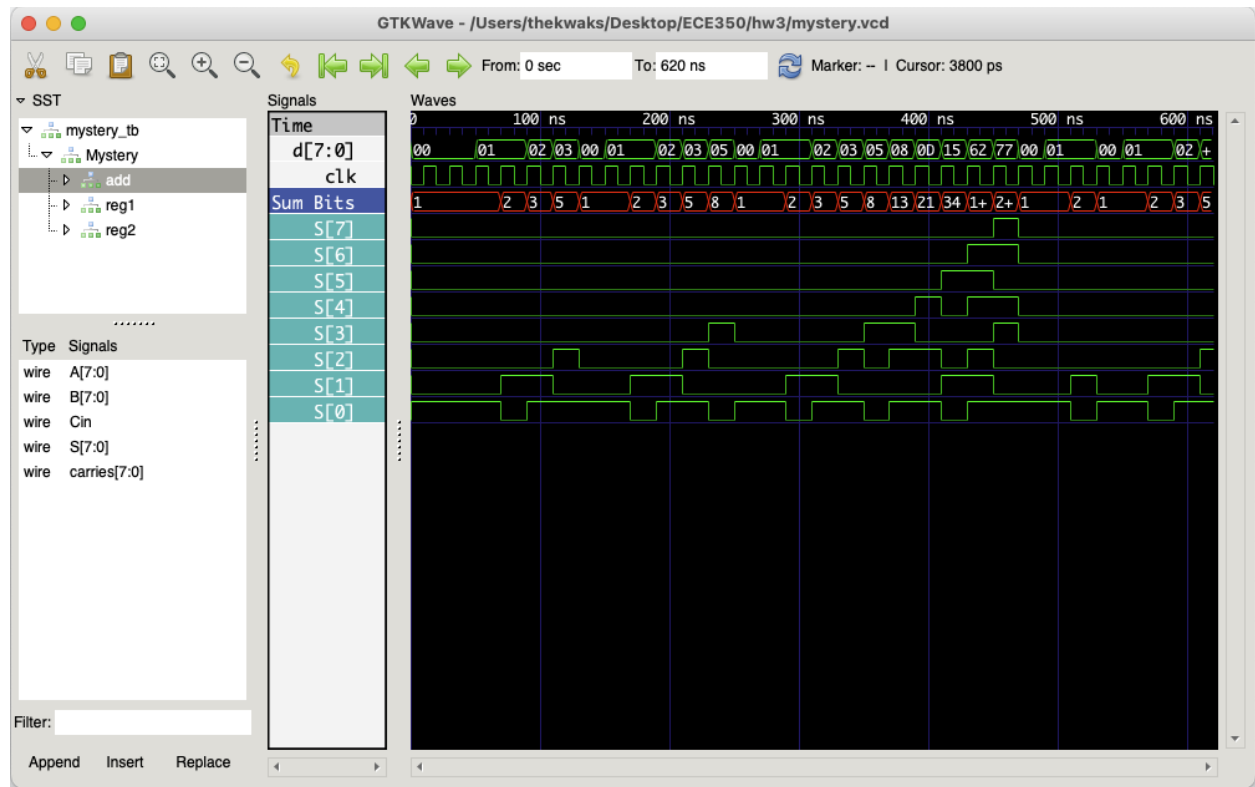 GTKWave - /Users/thekwaks/Desktop/ECE350/hw3/mystery.vcd
From: 0 sec To: 620 ns Marker: -- | Cursor: 3800 ps
SST
mystery_tb
Mystery
add
reg1
reg2
Type Signals
wire A[7:0]
wire B[7:0]
wire Cin
wire S[7:0]
wire carries[7:0]
Filter:
Append Insert Replace
Signals
Time
d[7:0]
clk
Sum Bits
S[7]
S[6]
S[5]
S[4]
S[3]
S[2]
S[1]
S[0]
Waves
0 100 ns 200 ns 300 ns 400 ns 500 ns 600 ns
00 01 02 03 00 01 02 03 05 00 01 02 03 05 08 0D 15 62 77 00 01 00 01 02 +
1 2 3 5 1 2 3 5 8 1 2 3 5 8 13 21 34 1+ 2+ 1 2 1 2 3 5